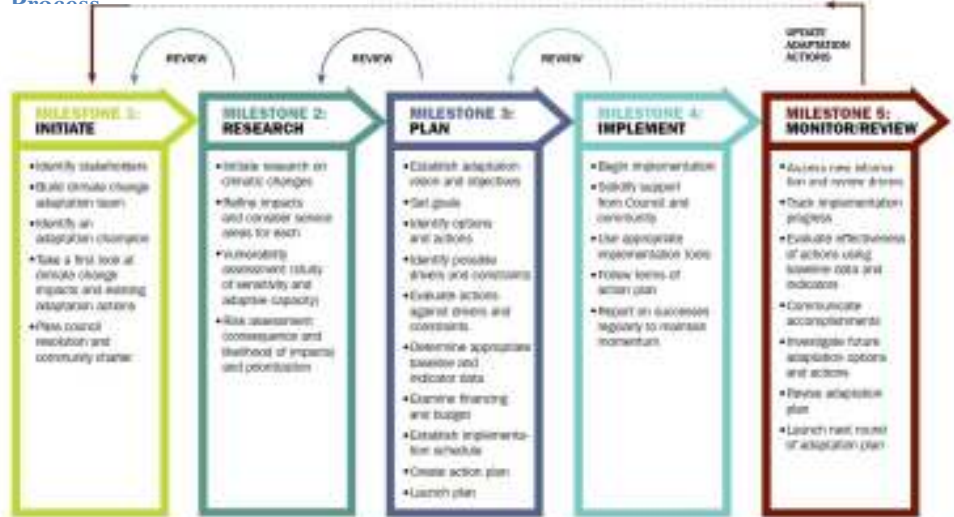 Process
REVIEW
REVIEW
REVIEW
UPDATE
ADAPTATION
ACTIONS
MILESTONE 1:
INITIATE
• Identify stakeholders
• Build climate change
adaptation team
• Identify an
adaptation champion
• Take a first look at
climate change
impacts and existing
adaptation actions
• Pass council
resolution and
community charter
MILESTONE 2:
RESEARCH
• Initiate research on
climatic changes
• Refine impacts
and consider service
areas for each
• Vulnerability
assessment (study
of sensitivity and
adaptive capacity)
• Risk assessment
(consequence and
likelihood of impacts)
and prioritization
MILESTONE 3:
PLAN
• Establish adaptation
vision and objectives
• Set goals
• Identify options
and actions
• Identify possible
drivers and constraints
• Evaluate actions
against drivers and
constraints.
• Determine appropriate
baseline and
indicator data
• Examine financing
and budget
• Establish implementa-
tion schedule
• Create action plan
• Launch plan
MILESTONE 4:
IMPLEMENT
• Begin implementation
• Solidify support
from Council and
community
• Use appropriate
implementation tools
• Follow terms of
action plan
• Report on successes
regularly to maintain
momentum
MILESTONE 5:
MONITOR/REVIEW
• Assess new informa-
tion and review drivers
• Track implementation
progress
• Evaluate effectiveness
of actions using
baseline data and
indicators
• Communicate
accomplishments
• Investigate future
adaptation options
and actions
• Revise adaptation
plan
• Launch next round
of adaptation plan